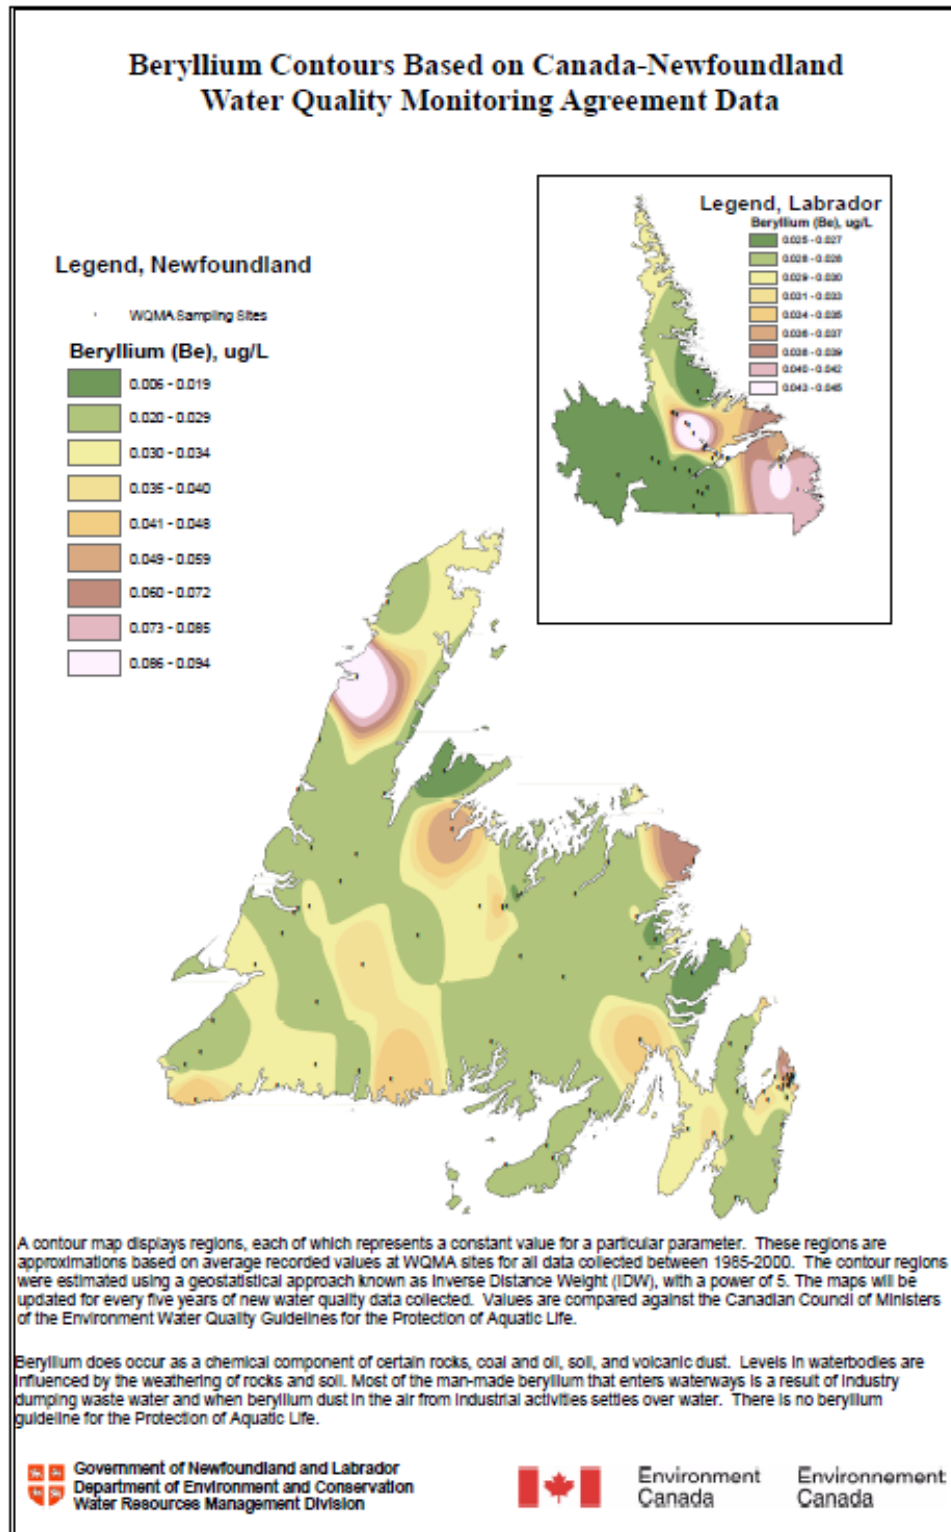 Beryllium Contours Based on Canada-Newfoundland
Water Quality Monitoring Agreement Data
Legend, Labrador
Beryllium (Be), ug/L
0.025 - 0.027
0.028 - 0.028
0.029 - 0.030
0.031 - 0.033
0.034 - 0.035
0.036 - 0.037
0.038 - 0.039
0.040 - 0.042
0.043 - 0.045
Legend, Newfoundland
WQMA Sampling Sites
Beryllium (Be), ug/L
0.006 - 0.019
0.020 - 0.029
0.030 - 0.034
0.035 - 0.040
0.041 - 0.048
0.049 - 0.059
0.060 - 0.072
0.073 - 0.085
0.086 - 0.094
A contour map displays regions, each of which represents a constant value for a particular parameter. These regions are
approximations based on average recorded values at WQMA sites for all data collected between 1985-2000. The contour regions
were estimated using a geostatistical approach known as Inverse Distance Weight (IDW), with a power of 5. The maps will be
updated for every five years of new water quality data collected. Values are compared against the Canadian Council of Ministers
of the Environment Water Quality Guidelines for the Protection of Aquatic Life.
Beryllium does occur as a chemical component of certain rocks, coal and oil, soil, and volcanic dust. Levels in waterbodies are
influenced by the weathering of rocks and soil. Most of the man-made beryllium that enters waterways is a result of industry
dumping waste water and when beryllium dust in the air from industrial activities settles over water. There is no beryllium
guideline for the Protection of Aquatic Life.
Government of Newfoundland and Labrador
Department of Environment and Conservation
Water Resources Management Division
Environment Canada
Environnement Canada